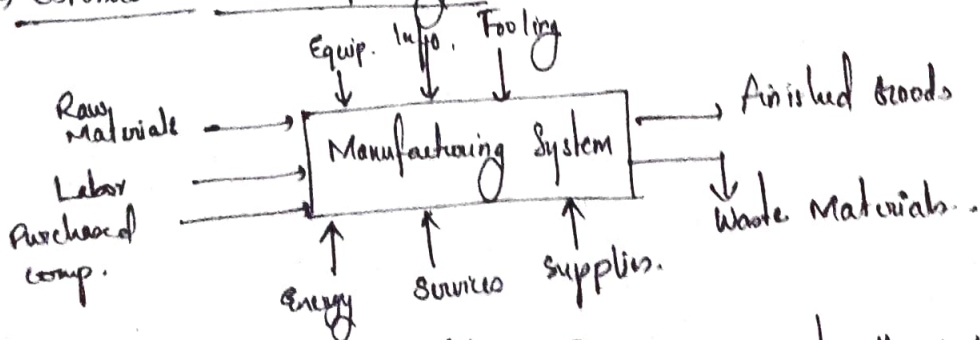 Equip. Info. Tooling
Raw
Materials
Labor
Purchased
comp.
Manufacturing System
Finished Goods
Waste Materials.
Energy
Services
Supplies.